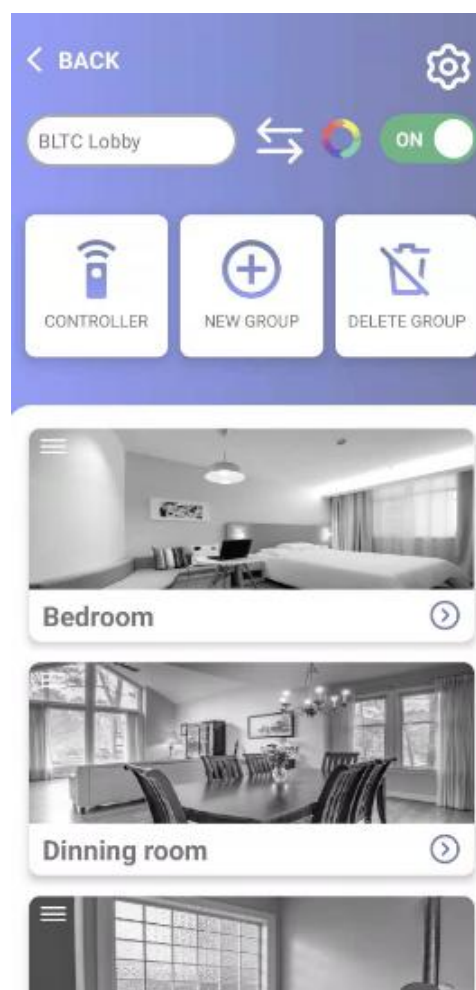 BACK
BLTC Lobby
ON
CONTROLLER
NEW GROUP
DELETE GROUP
Bedroom
Dinning room